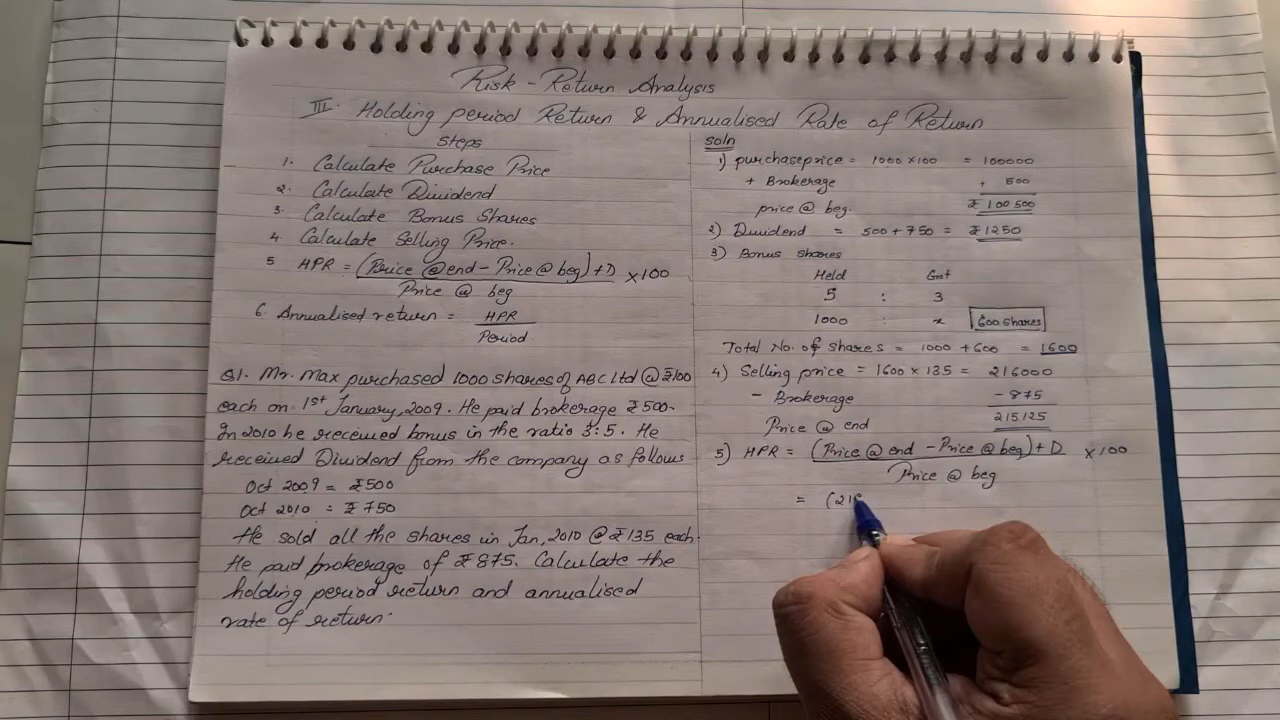 Risk - Return Analysis
III. Holding period Return & Annualised Rate of Return
Steps
1. Calculate Purchase Price
2. Calculate Dividend
3. Calculate Bonus Shares
4. Calculate Selling Price.
5 HPR = (Price @ end - Price @ beg) + D × 100
Price @ beg
6. Annualised return = HPR
Period
Q1. Mr. Max purchased 1000 shares of ABC Ltd @ ₹100
each on 1st January, 2009. He paid brokerage ₹500.
In 2010 he received bonus in the ratio 3:5. He
received Dividend from the company as follows
Oct 2009 = ₹500
Oct 2010 = ₹750
He sold all the shares in Jan, 2010 @ ₹135 each.
He paid brokerage of ₹875. Calculate the
holding period return and annualised
rate of return.
Soln
1) purchase price = 1000 × 100 = 100000
+ Brokerage + 500
price @ beg. ₹ 100500
2) Dividend = 500 + 750 = ₹1250
3) Bonus shares
Held Get
5 : 3
1000 : x 600 shares
Total No. of shares = 1000 + 600 = 1600
4) Selling price = 1600 × 135 = 216000
- Brokerage - 875
Price @ end 215125
5) HPR = (Price @ end - Price @ beg) + D × 100
Price @ beg
= (21